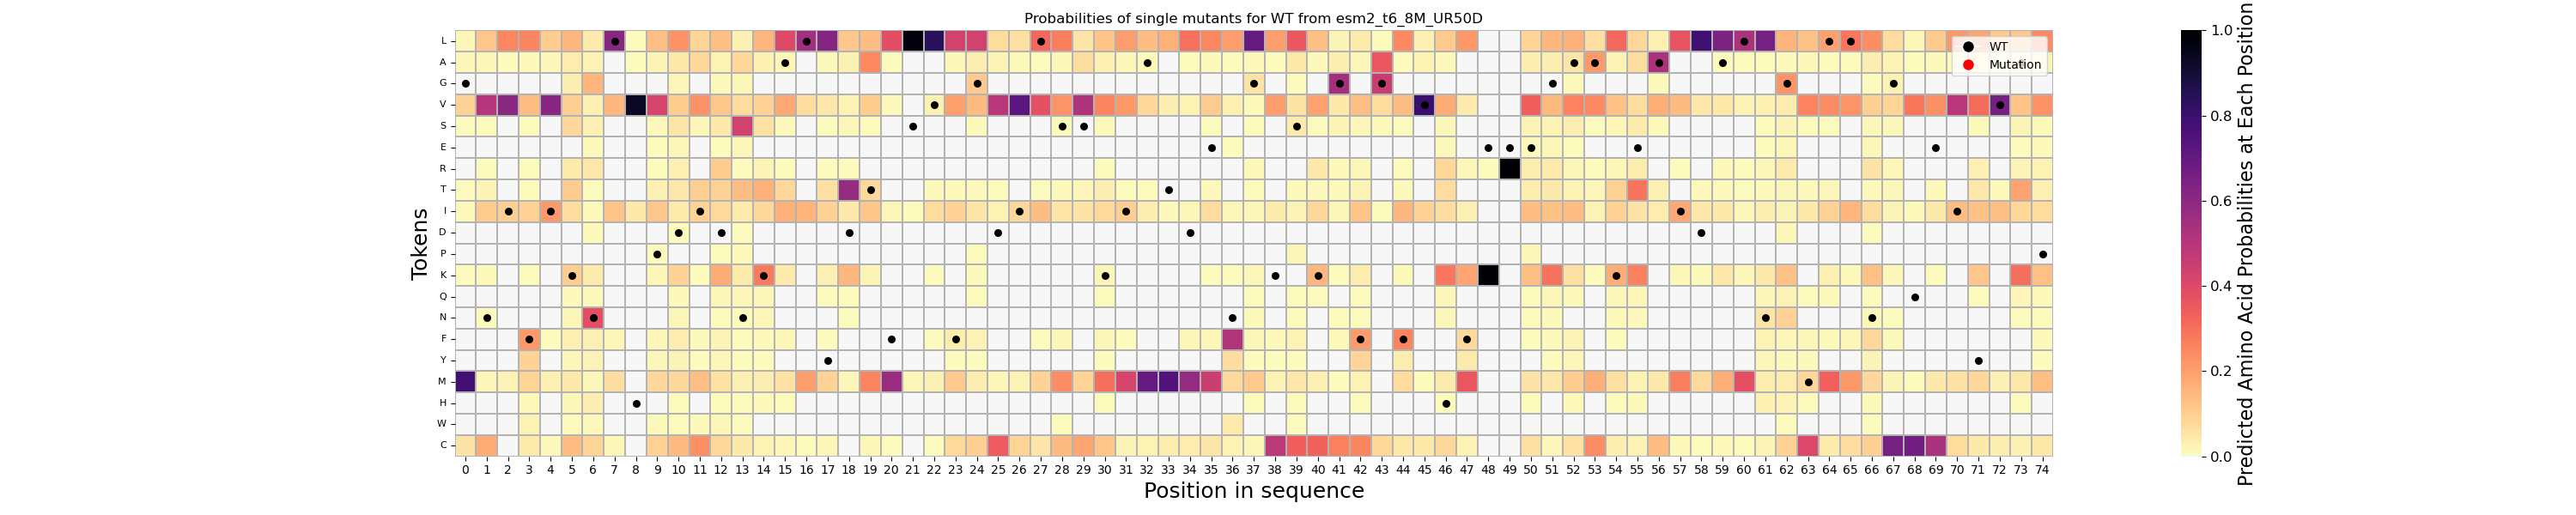 Probabilities of single mutants for WT from esm2_t6_8M_UR50D
Tokens
L
A
G
V
S
E
R
T
I
D
P
K
Q
N
F
Y
M
H
W
C
0 1 2 3 4 5 6 7 8 9 10 11 12 13 14 15 16 17 18 19 20 21 22 23 24 25 26 27 28 29 30 31 32 33 34 35 36 37 38 39 40 41 42 43 44 45 46 47 48 49 50 51 52 53 54 55 56 57 58 59 60 61 62 63 64 65 66 67 68 69 70 71 72 73 74
Position in sequence
WT
Mutation
1.0
0.8
0.6
0.4
0.2
0.0
Predicted Amino Acid Probabilities at Each Position